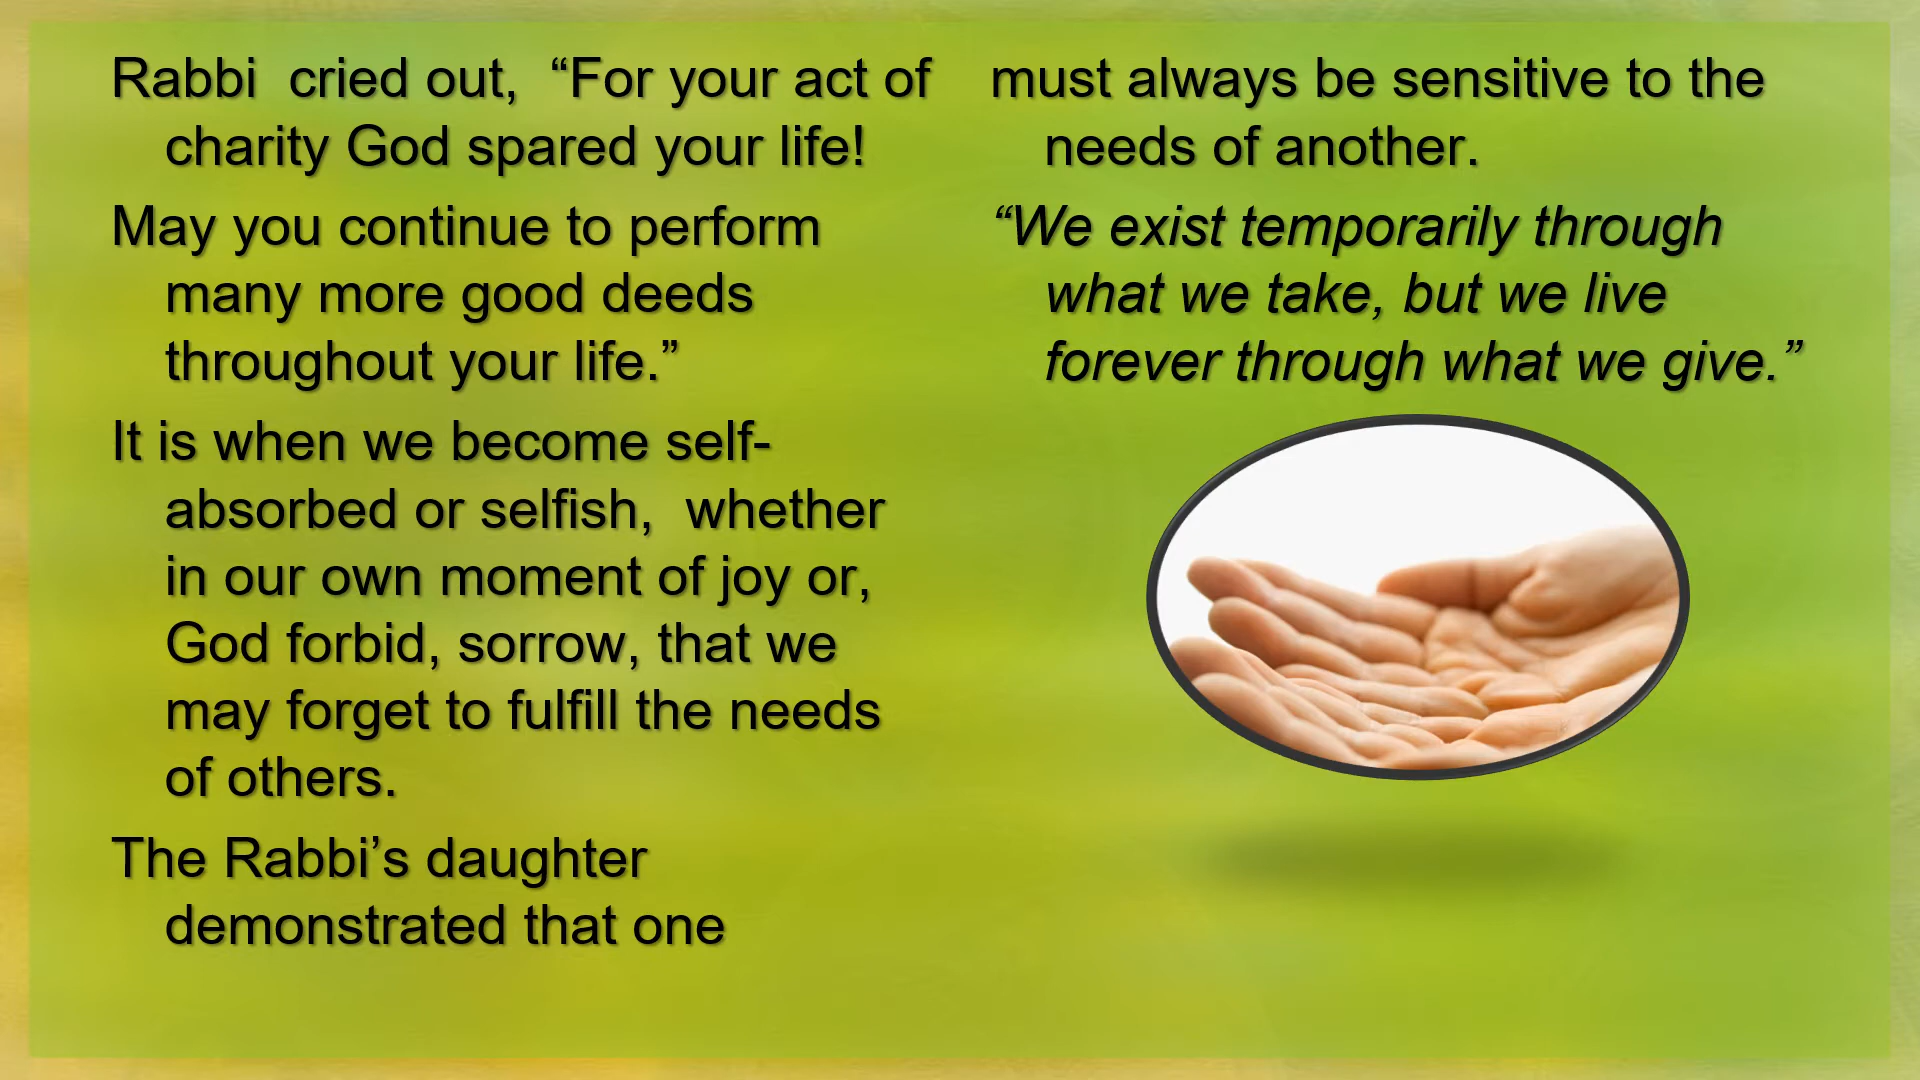 Rabbi  cried out,  “For your act of
charity God spared your life!
May you continue to perform
many more good deeds
throughout your life.”
It is when we become self-
absorbed or selfish,  whether
in our own moment of joy or,
God forbid, sorrow, that we
may forget to fulfill the needs
of others.
The Rabbi’s daughter
demonstrated that one
must always be sensitive to the
needs of another.
“We exist temporarily through
what we take, but we live
forever through what we give.”